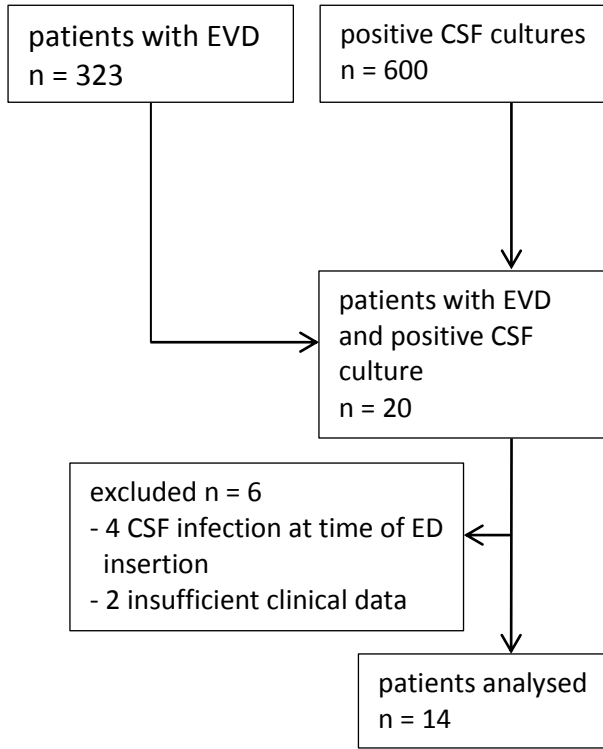 patients with EVD
n = 323
positive CSF cultures
n = 600
patients with EVD
and positive CSF
culture
n = 20
excluded n = 6
- 4 CSF infection at time of ED
insertion
- 2 insufficient clinical data
patients analysed
n = 14